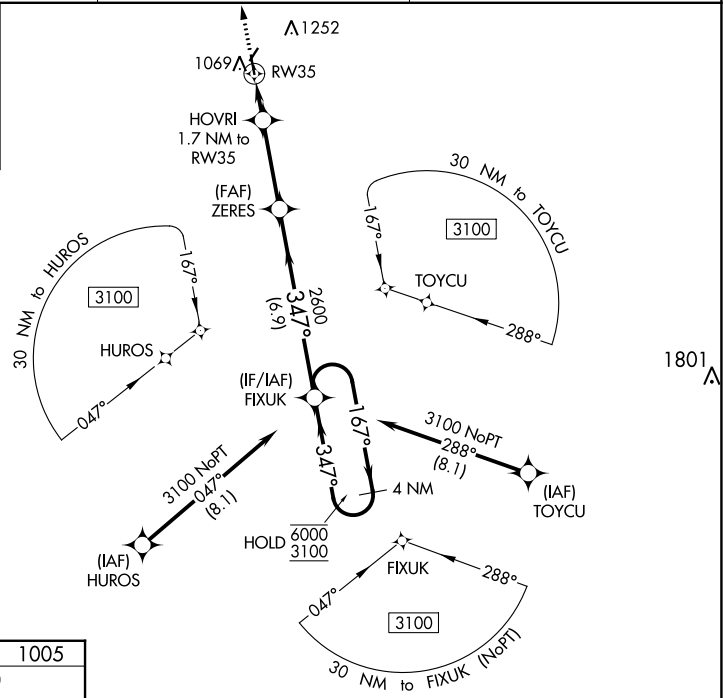 1252
1069
RW35
HOVRI
1.7 NM to
RW35
(FAF)
ZERES
30 NM to HUROS
3100
167°
HUROS
047°
30 NM to TOYCU
3100
167°
TOYCU
288°
1801
2600
347°
(6.9)
(IF/IAF)
FIXUK
167°
347°
4 NM
HOLD 6000
3100
3100 NoPT
047°
(8.1)
(IAF)
HUROS
3100 NoPT
288°
(8.1)
(IAF)
TOYCU
FIXUK
047°
288°
3100
30 NM to FIXUK (NoPT)
1005